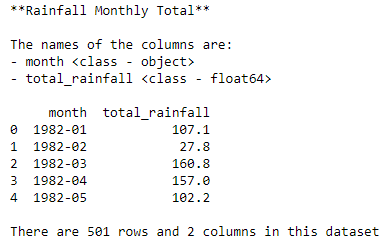 **Rainfall Monthly Total**
The names of the columns are:
- month <class - object>
- total_rainfall <class - float64>
month total_rainfall
0 1982-01 107.1
1 1982-02 27.8
2 1982-03 160.8
3 1982-04 157.0
4 1982-05 102.2
There are 501 rows and 2 columns in this dataset